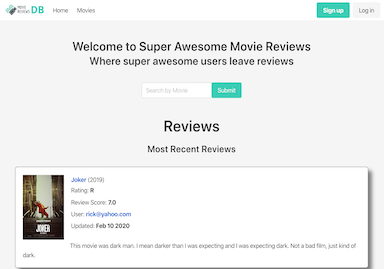 MOVIE
REVIEWS DB
Home
Movies
Sign up
Log in
Welcome to Super Awesome Movie Reviews
Where super awesome users leave reviews
Search by Movie
Submit
Reviews
Most Recent Reviews
JOKER
Joker (2019)
Rating: R
Review Score: 7.0
User: rick@yahoo.com
Updated: Feb 10 2020
This movie was dark man. I mean darker than I was expecting and I was expecting dark. Not a bad film, just kind of
dark.